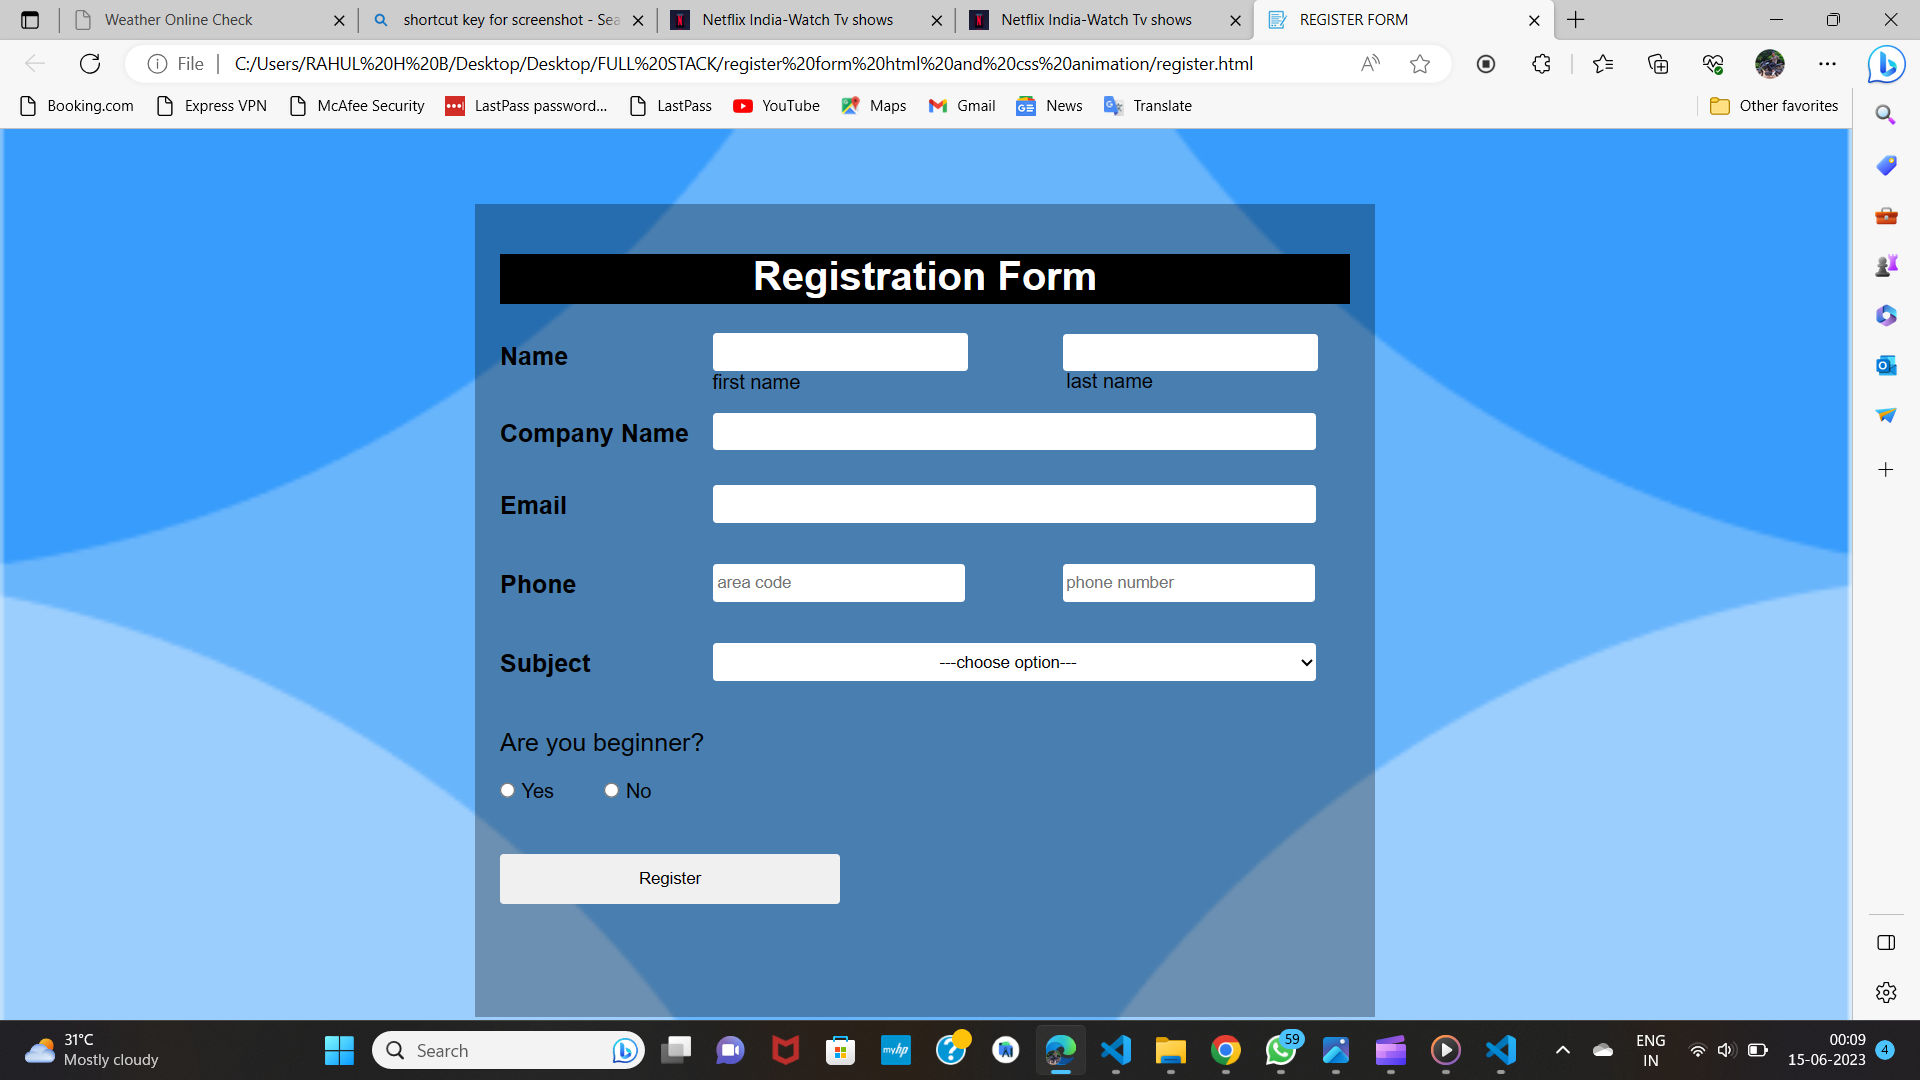 Weather Online Check
shortcut key for screenshot - Sea
Netflix India-Watch Tv shows
Netflix India-Watch Tv shows
REGISTER FORM
File
C:/Users/RAHUL%20H%20B/Desktop/Desktop/FULL%20STACK/register%20form%20html%20and%20css%20animation/register.html
Booking.com
Express VPN
McAfee Security
LastPass password...
LastPass
YouTube
Maps
Gmail
News
Translate
Other favorites
Registration Form
Name
first name
last name
Company Name
Email
Phone
area code
phone number
Subject
---choose option---
Are you beginner?
Yes
No
Register
31°C
Mostly cloudy
Search
myhp
59
ENG
IN
00:09
15-06-2023
4